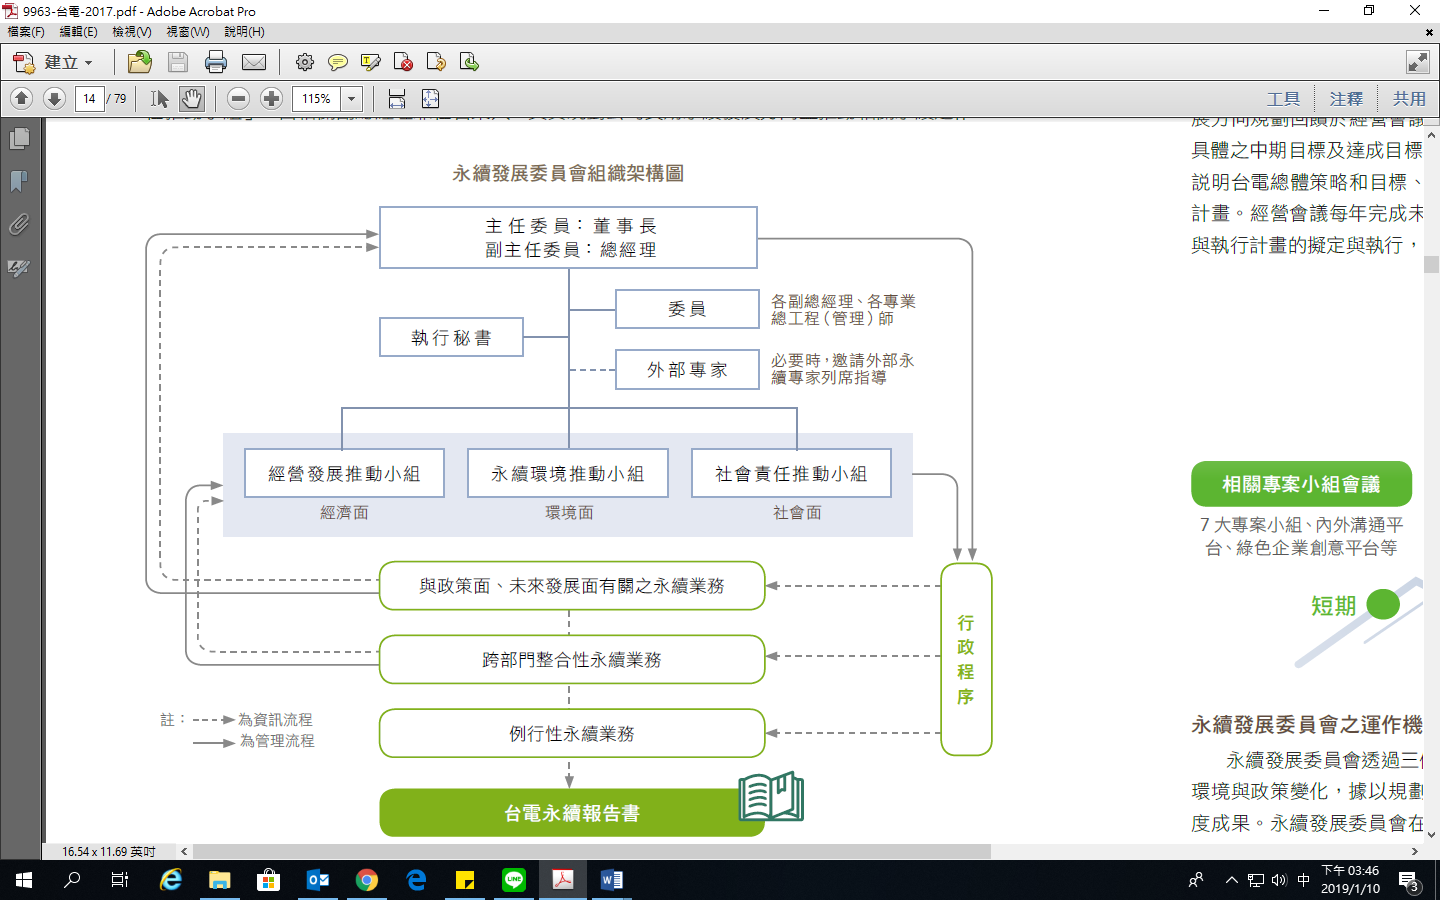 9963-台電-2017.pdf - Adobe Acrobat Pro
檔案(F) 編輯(E) 檢視(V) 視窗(W) 說明(H)
建立
14 / 79
115%
工具 注釋 共用
永續發展委員會組織架構圖
主任委員：董事長
副主任委員：總經理
委員
各副總經理、各專業
總工程（管理）師
執行秘書
外部專家
必要時，邀請外部永
續專家列席指導
經營發展推動小組
永續環境推動小組
社會責任推動小組
經濟面
環境面
社會面
與政策面、未來發展面有關之永續業務
跨部門整合性永續業務
例行性永續業務
行政程序
註：
為資訊流程
為管理流程
台電永續報告書
展方向規劃回饋於經營會議
具體之中期目標及達成目標
說明台電總體策略和目標、
計畫。經營會議每年完成未
與執行計畫的擬定與執行，
相關專案小組會議
7 大專案小組、內外溝通平
台、綠色企業創意平台等
短期
永續發展委員會之運作機
永續發展委員會透過三
環境與政策變化，據以規劃
度成果。永續發展委員會在
16.54 x 11.69 英吋
LINE
中
下午 03:46
2019/1/10
3